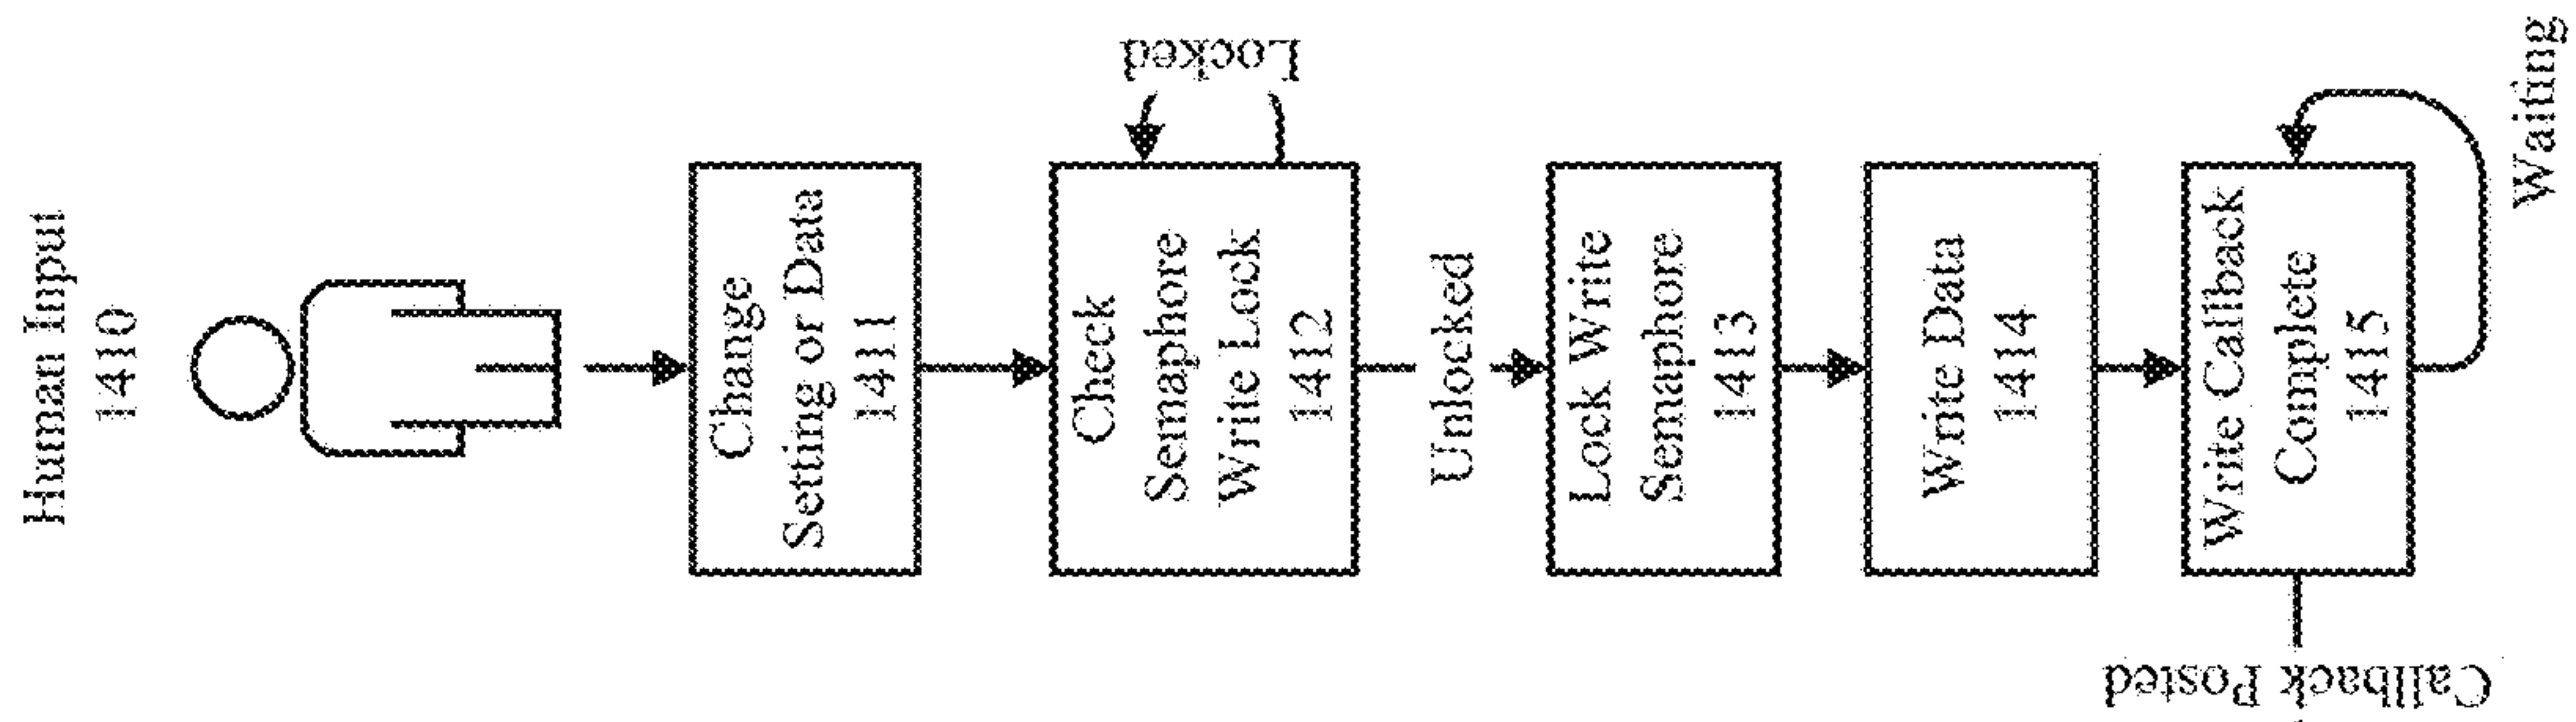 Human Input
1410
Change
Setting or Data
1411
Check
Semaphore
Write Lock
1412
Locked
Unlocked
Lock Write
Semaphore
1413
Write Data
1414
Write Callback
Complete
1415
Waiting
Callback Posted